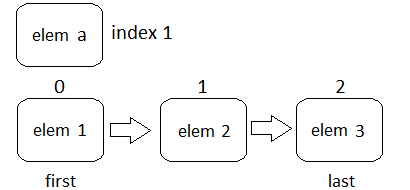 elem a index 1
0 1 2
elem 1 elem 2 elem 3
first last